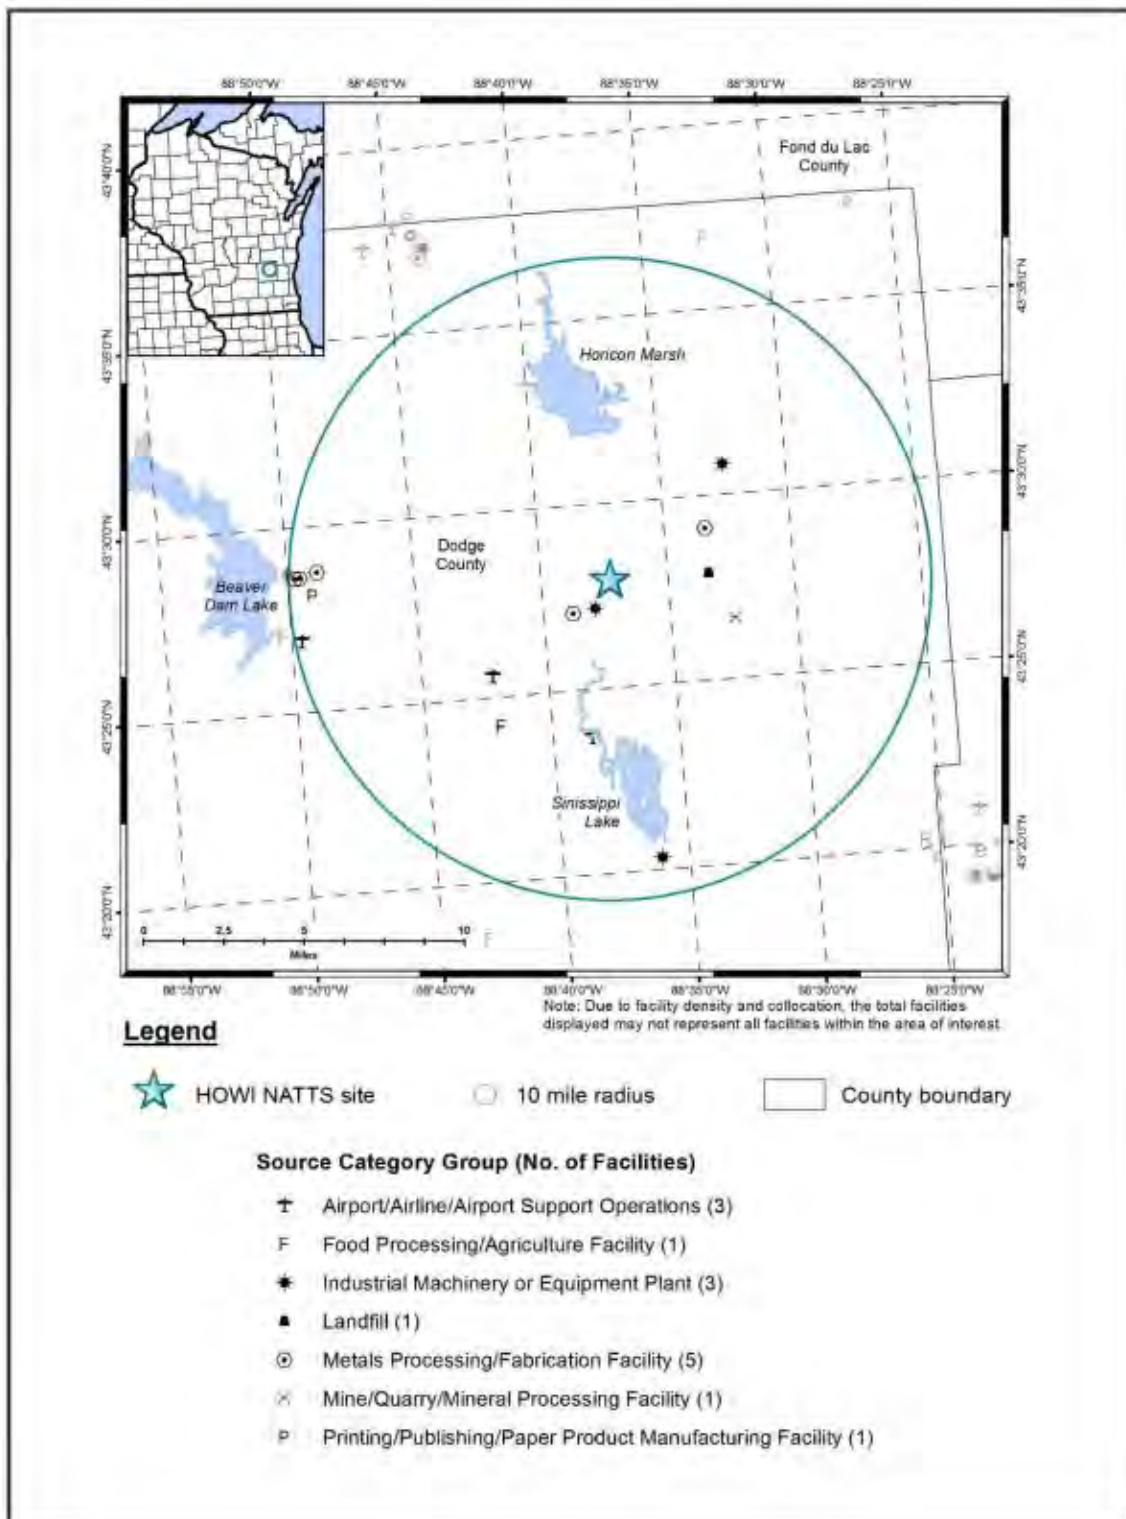 88°50'0"W 88°45'0"W 88°40'0"W 88°35'0"W 88°30'0"W 88°25'0"W
Fond du Lac
County
43°40'0"N
43°35'0"N
43°35'0"N
Horicon Marsh
43°30'0"N
43°30'0"N
Dodge
County
Beaver
Dam Lake
P
43°25'0"N
43°25'0"N
F
Sinissippi
Lake
43°20'0"N
43°20'0"N
0 2.5 5 10
Miles
F
88°55'0"W 88°50'0"W 88°45'0"W 88°40'0"W 88°35'0"W 88°30'0"W 88°25'0"W
Note: Due to facility density and collocation, the total facilities
displayed may not represent all facilities within the area of interest.
Legend
HOWI NATTS site
10 mile radius
County boundary
Source Category Group (No. of Facilities)
Airport/Airline/Airport Support Operations (3)
F Food Processing/Agriculture Facility (1)
Industrial Machinery or Equipment Plant (3)
Landfill (1)
Metals Processing/Fabrication Facility (5)
Mine/Quarry/Mineral Processing Facility (1)
P Printing/Publishing/Paper Product Manufacturing Facility (1)